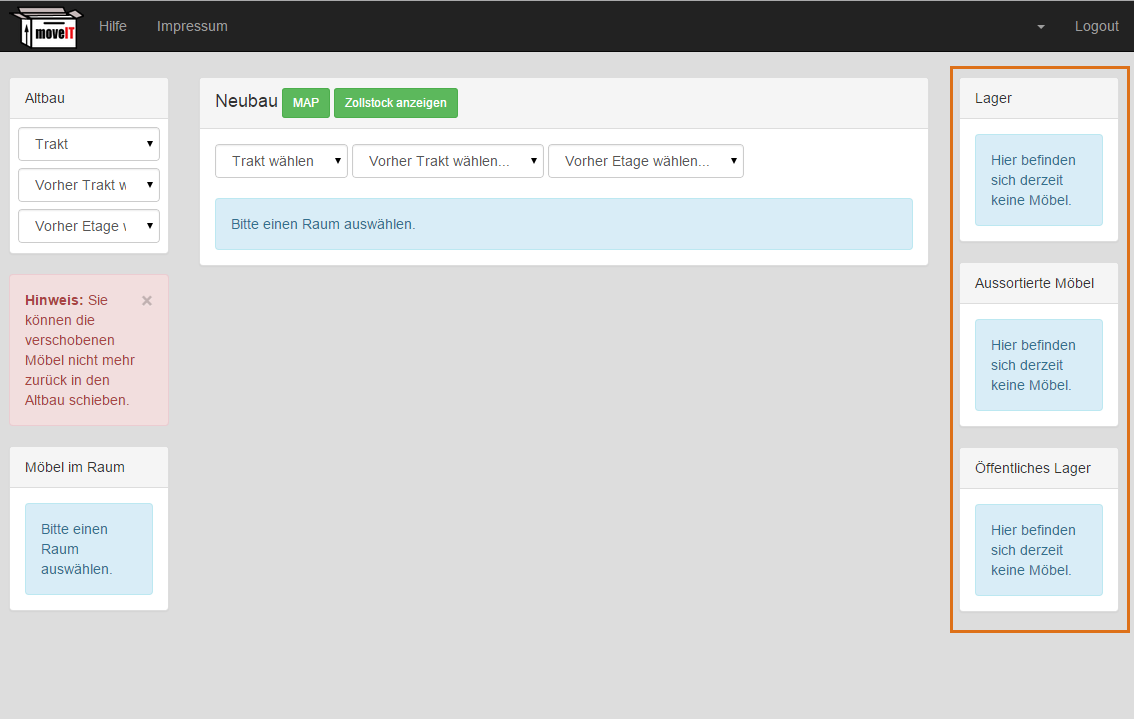 moveIT Hilfe Impressum Logout
Altbau
Trakt
Vorher Trakt w
Vorher Etage
Hinweis: Sie ×
können die
verschobenen
Möbel nicht mehr
zurück in den
Altbau schieben.
Möbel im Raum
Bitte einen
Raum
auswählen.
Neubau MAP Zollstock anzeigen
Trakt wählen Vorher Trakt wählen... Vorher Etage wählen...
Bitte einen Raum auswählen.
Lager
Hier befinden
sich derzeit
keine Möbel.
Aussortierte Möbel
Hier befinden
sich derzeit
keine Möbel.
Öffentliches Lager
Hier befinden
sich derzeit
keine Möbel.